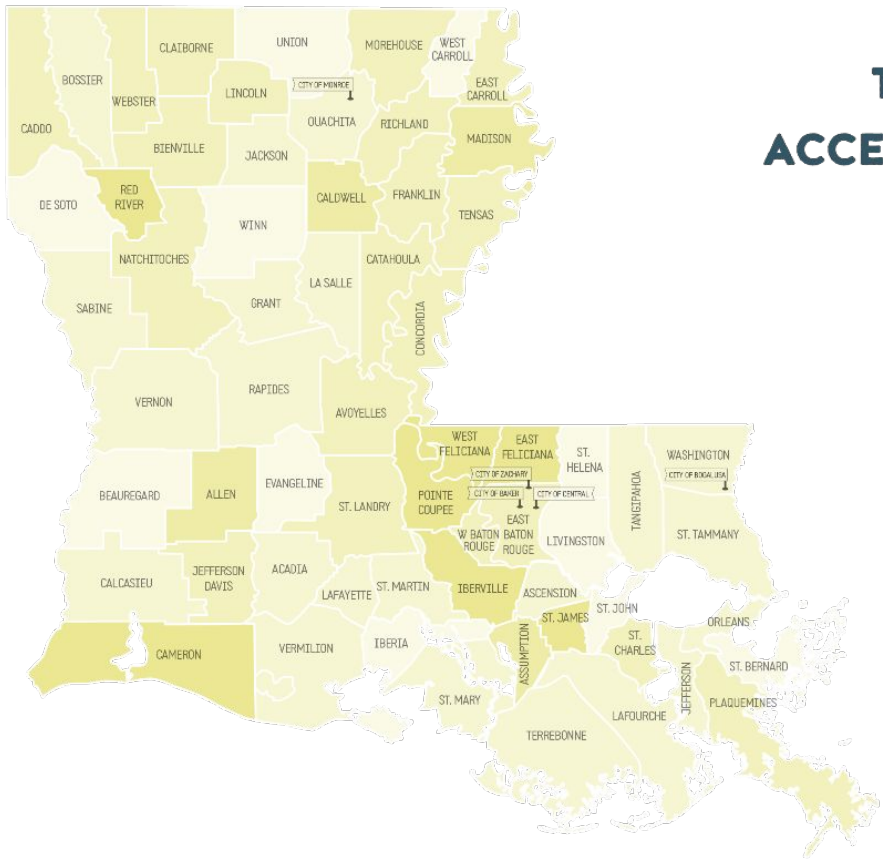 T
ACCE
UNION
MOREHOUSE
WEST
CARROLL
CLAIBORNE
BOSSIER
WEBSTER
LINCOLN
CITY OF MONROE
EAST
CARROLL
CADDO
OUACHITA
RICHLAND
MADISON
BIENVILLE
JACKSON
RED
RIVER
CALDWELL
FRANKLIN
DE SOTO
WINN
TENSAS
NATCHITOCHES
CATAHOULA
LA SALLE
SABINE
GRANT
CONCORDIA
VERNON
RAPIDES
AVOYELLES
WEST
FELICIANA
EAST
FELICIANA
ST.
HELENA
WASHINGTON
CITY OF BOGALUSA
CITY OF ZACHARY
CITY OF BAKER
CITY OF CENTRAL
TANGIPAHOA
BEAUREGARD
ALLEN
EVANGELINE
POINTE
COUPEE
ST. LANDRY
W BATON
ROUGE
EAST
BATON
ROUGE
LIVINGSTON
ST. TAMMANY
CALCASIEU
JEFFERSON
DAVIS
ACADIA
LAFAYETTE
ST. MARTIN
IBERVILLE
ASCENSION
ST. JOHN
ST. JAMES
ORLEANS
CAMERON
VERMILION
IBERIA
ASSUMPTION
ST.
CHARLES
JEFFERSON
ST. BERNARD
ST. MARY
PLAQUEMINES
LAFOURCHE
TERREBONNE